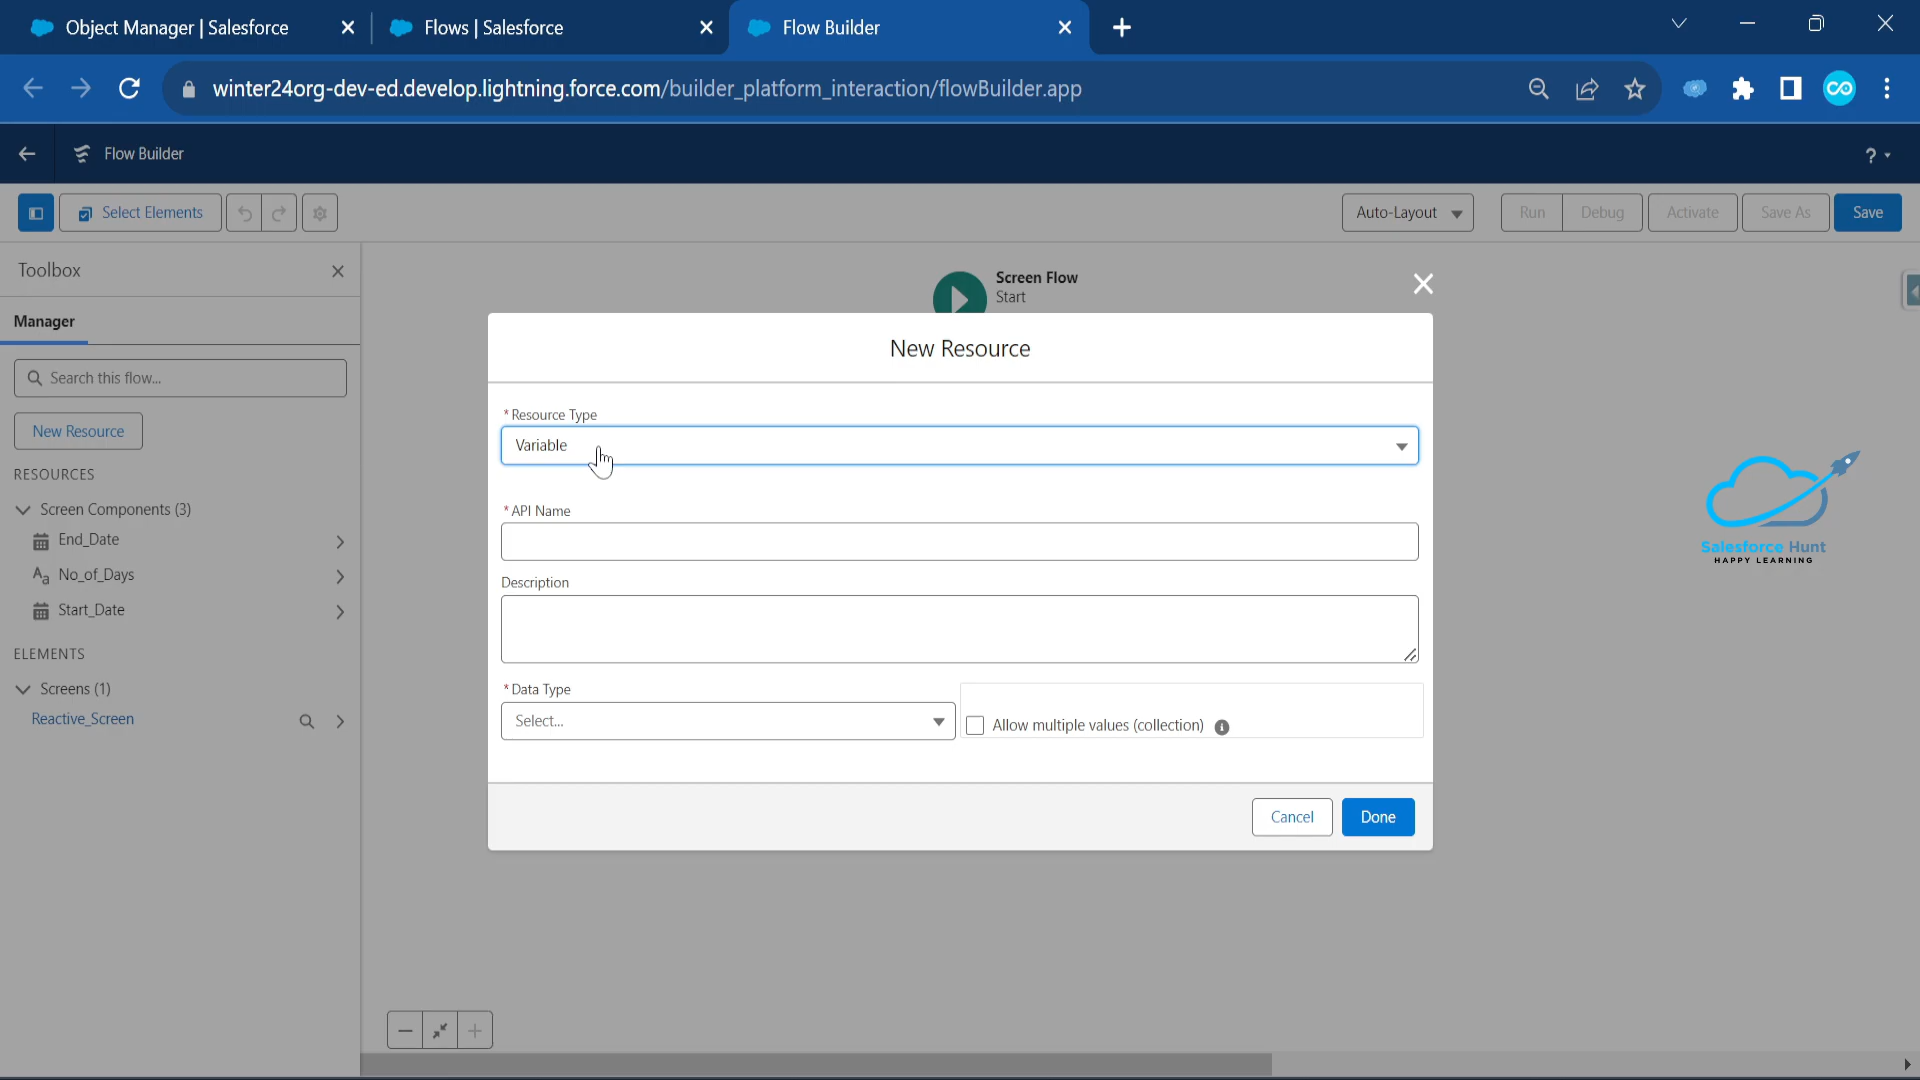 Object Manager | Salesforce
Flows | Salesforce
Flow Builder
winter24org-dev-ed.develop.lightning.force.com/builder_platform_interaction/flowBuilder.app
Flow Builder
?
Select Elements
Auto-Layout
Run
Debug
Activate
Save As
Save
Toolbox
Manager
Search this flow...
New Resource
RESOURCES
Screen Components (3)
End_Date
Aa No_of_Days
Start_Date
ELEMENTS
Screens (1)
Reactive_Screen
Screen Flow
Start
New Resource
* Resource Type
Variable
* API Name
Description
* Data Type
Select...
Allow multiple values (collection)
Cancel
Done
Salesforce Hunt
HAPPY LEARNING